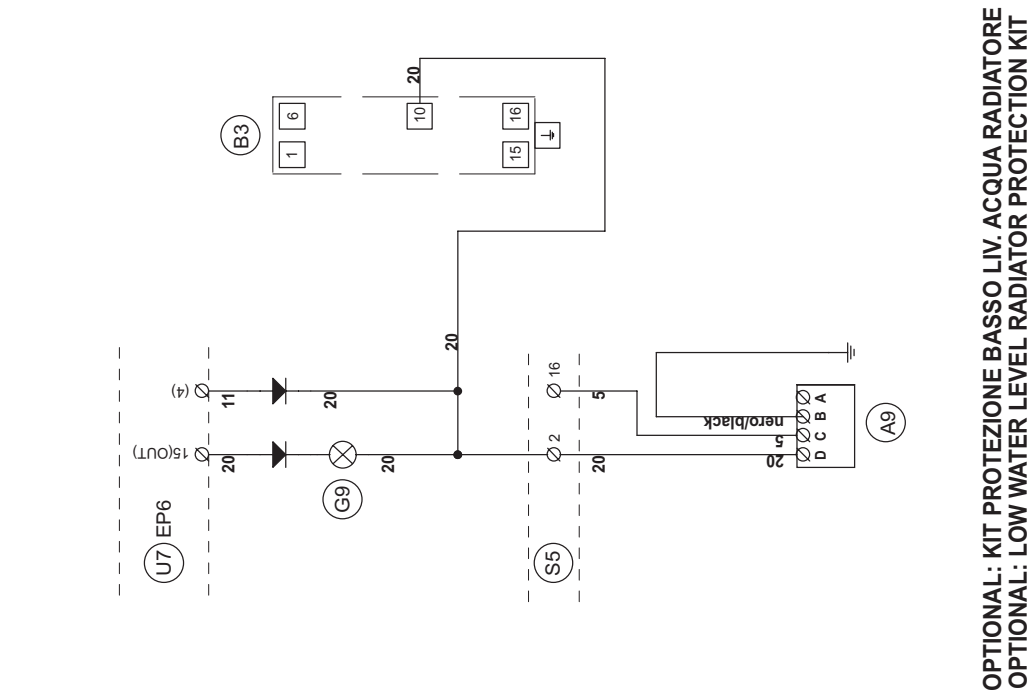 U7 EP6
15(OUT)
(4)
20
11
20
G9
20
20
B3
1
6
10
20
15
16
S5
2
16
20
5
20
5
nero/black
D
C
B
A
A9
OPTIONAL: KIT PROTEZIONE BASSO LIV. ACQUA RADIATORE
OPTIONAL: LOW WATER LEVEL RADIATOR PROTECTION KIT